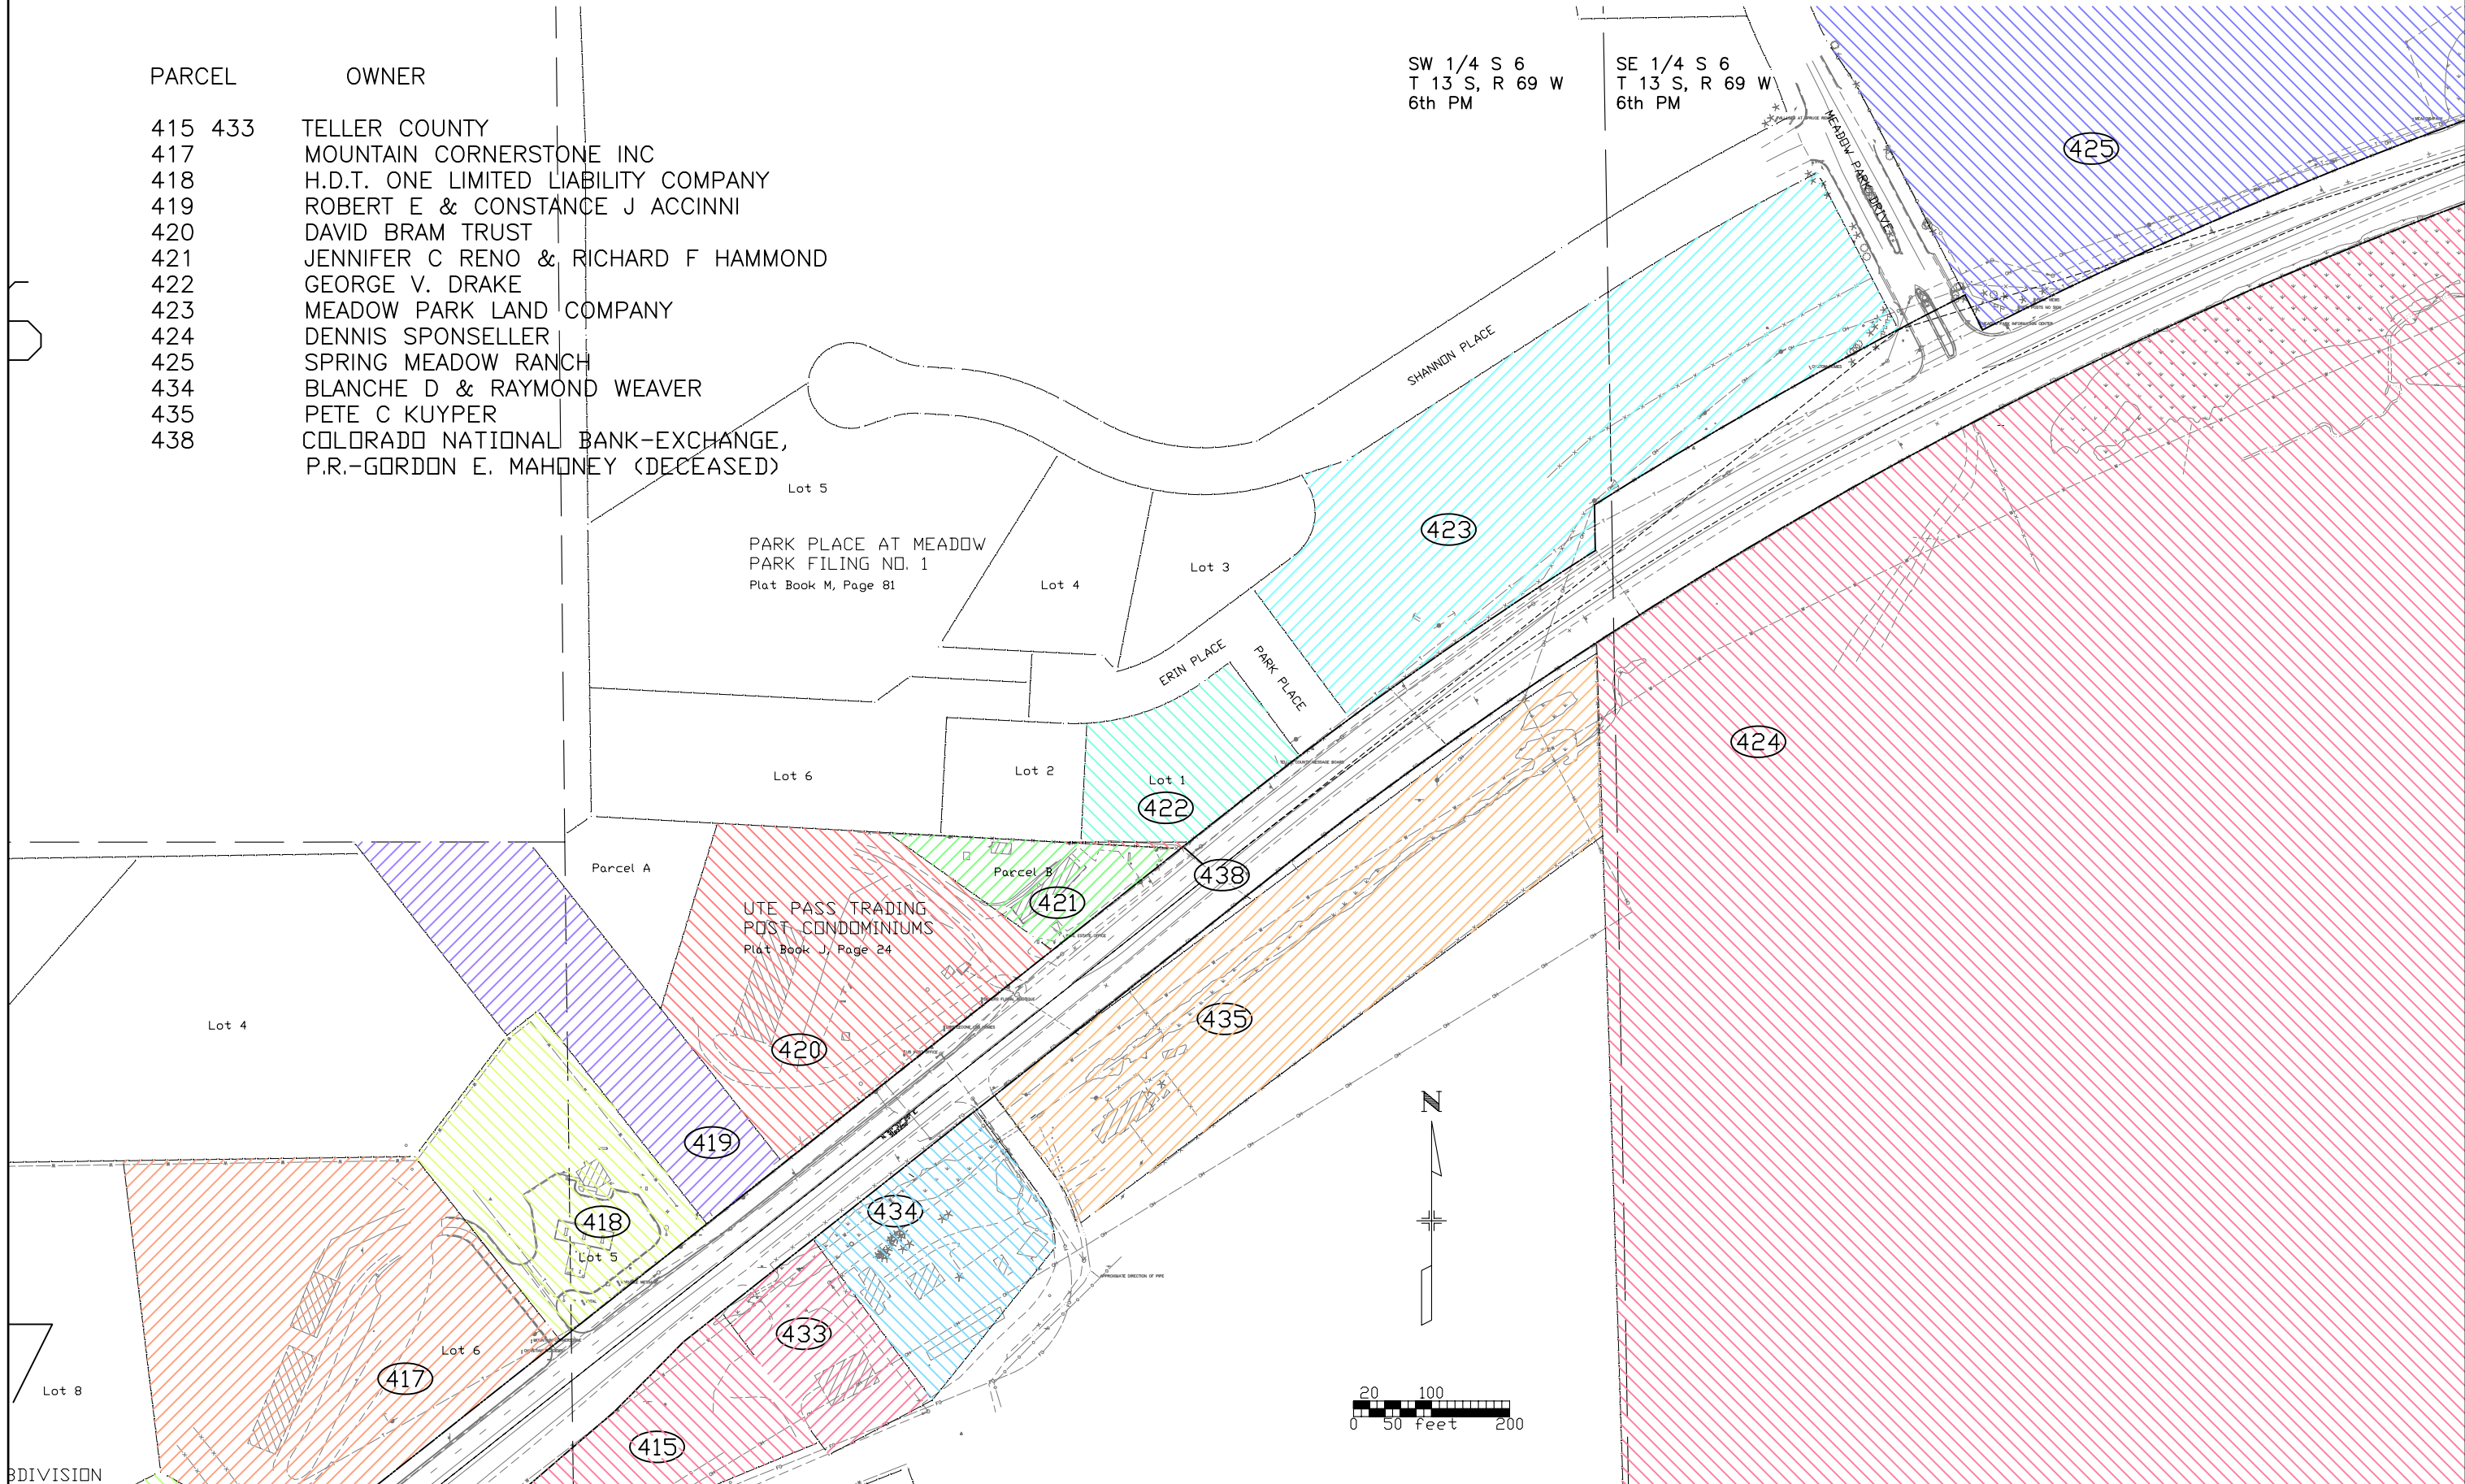 PARCEL OWNER
415 433 TELLER COUNTY
417 MOUNTAIN CORNERSTONE INC
418 H.D.T. ONE LIMITED LIABILITY COMPANY
419 ROBERT E & CONSTANCE J ACCINNI
420 DAVID BRAM TRUST
421 JENNIFER C RENO & RICHARD F HAMMOND
422 GEORGE V. DRAKE
423 MEADOW PARK LAND COMPANY
424 DENNIS SPONSELLER
425 SPRING MEADOW RANCH
434 BLANCHE D & RAYMOND WEAVER
435 PETE C KUYPER
438 COLORADO NATIONAL BANK-EXCHANGE,
P.R.-GORDON E. MAHONEY (DECEASED)
SW 1/4 S 6
T 13 S, R 69 W
6th PM
SE 1/4 S 6
T 13 S, R 69 W
6th PM
MEADOW PARK DRIVE
425
SHANNON PLACE
423
Lot 5
PARK PLACE AT MEADOW
PARK FILING NO. 1
Plat Book M, Page 81
Lot 4
Lot 3
ERIN PLACE
PARK PLACE
424
Lot 6
Lot 2
Lot 1
422
Parcel A
Parcel B
438
421
UTE PASS TRADING
POST CONDOMINIUMS
Plat Book J, Page 24
435
Lot 4
420
419
N
434
418
Lot 5
APPROXIMATE DIRECTION OF PIPE
433
Lot 6
417
Lot 8
20 100
0 50 feet 200
415
BDIVISION